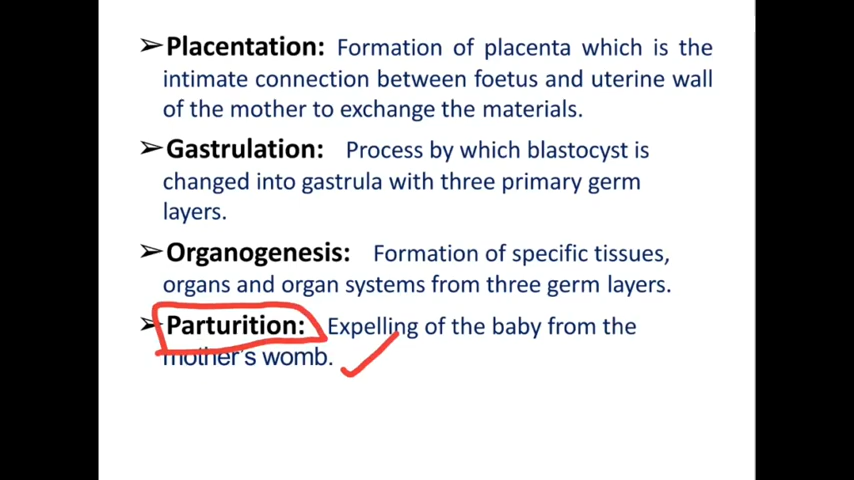 ➢Placentation: Formation of placenta which is the
intimate connection between foetus and uterine wall
of the mother to exchange the materials.
➢Gastrulation: Process by which blastocyst is
changed into gastrula with three primary germ
layers.
➢Organogenesis: Formation of specific tissues,
organs and organ systems from three germ layers.
➢Parturition: Expelling of the baby from the
mother's womb.